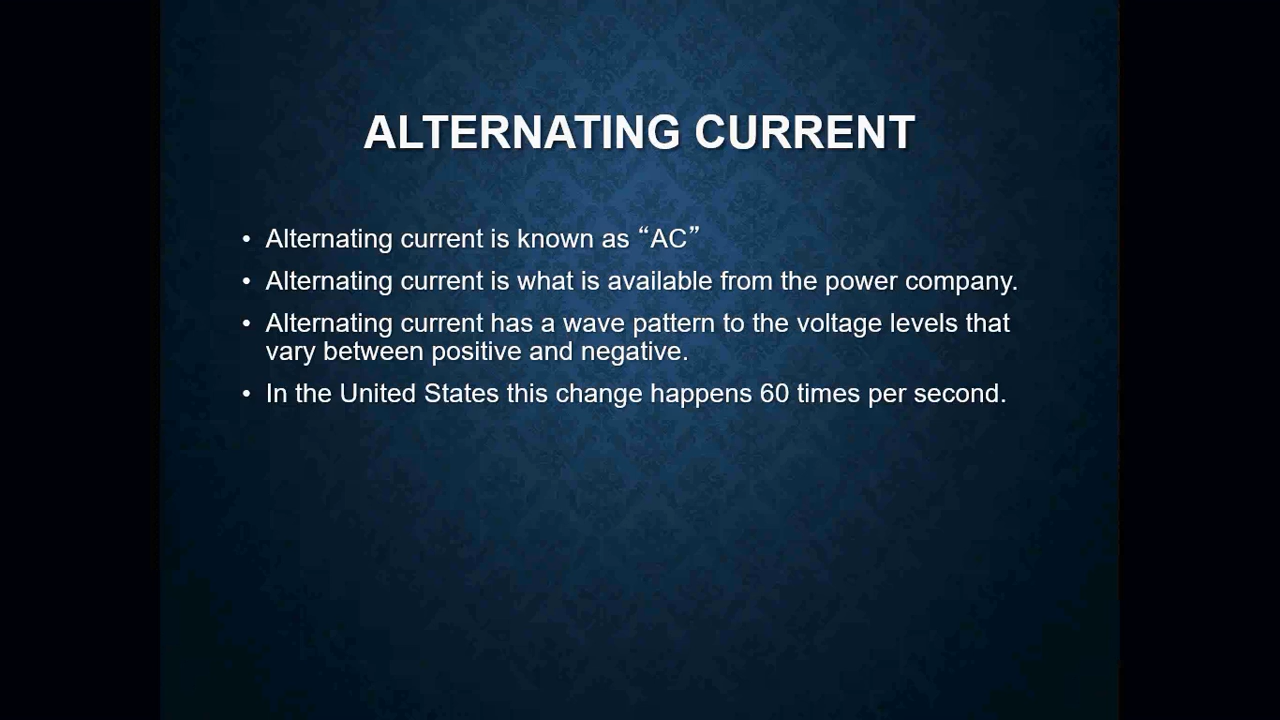 ALTERNATING CURRENT
• Alternating current is known as “AC”
• Alternating current is what is available from the power company.
• Alternating current has a wave pattern to the voltage levels that
vary between positive and negative.
• In the United States this change happens 60 times per second.